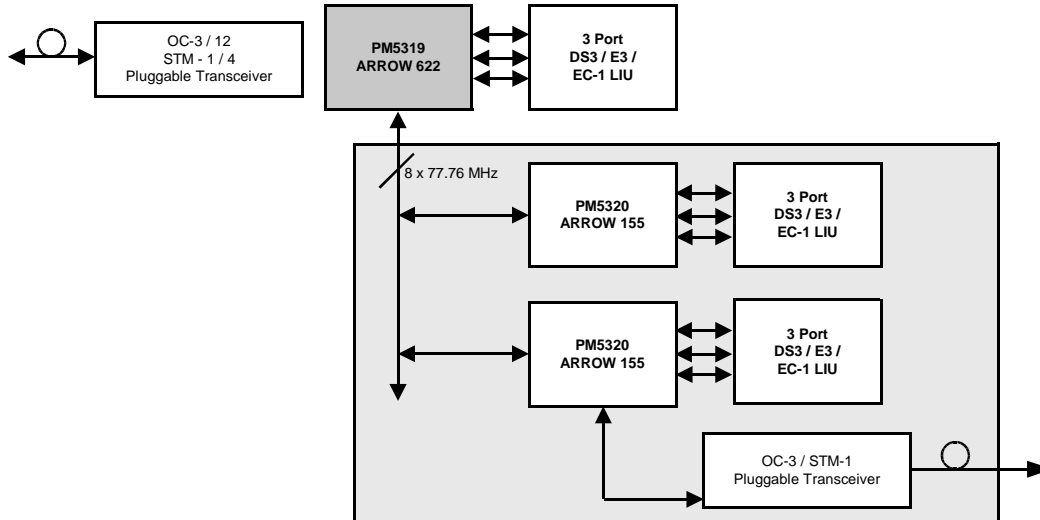 OC-3 / 12
STM - 1 / 4
Pluggable Transceiver
PM5319
ARROW 622
3 Port
DS3 / E3 /
EC-1 LIU
8 x 77.76 MHz
PM5320
ARROW 155
3 Port
DS3 / E3 /
EC-1 LIU
PM5320
ARROW 155
3 Port
DS3 / E3 /
EC-1 LIU
OC-3 / STM-1
Pluggable Transceiver